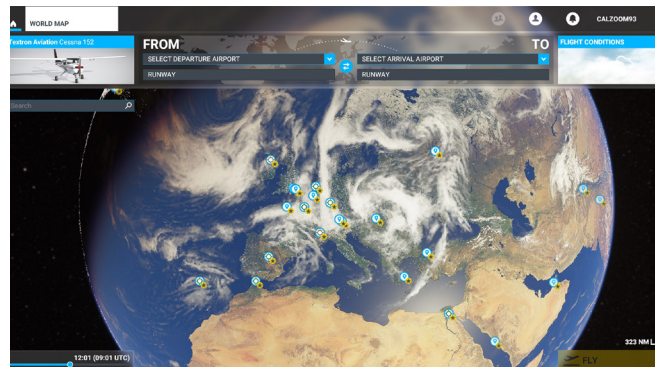 WORLD MAP
CALZOOM93
Textron Aviation Cessna 152
FROM
TO
FLIGHT CONDITIONS
SELECT DEPARTURE AIRPORT
SELECT ARRIVAL AIRPORT
RUNWAY
RUNWAY
Search
323 NM
12:01 (09:01 UTC)
FLY